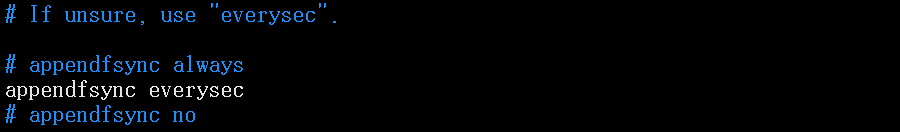 # If unsure, use "everysec".
# appendfsync always
appendfsync everysec
# appendfsync no